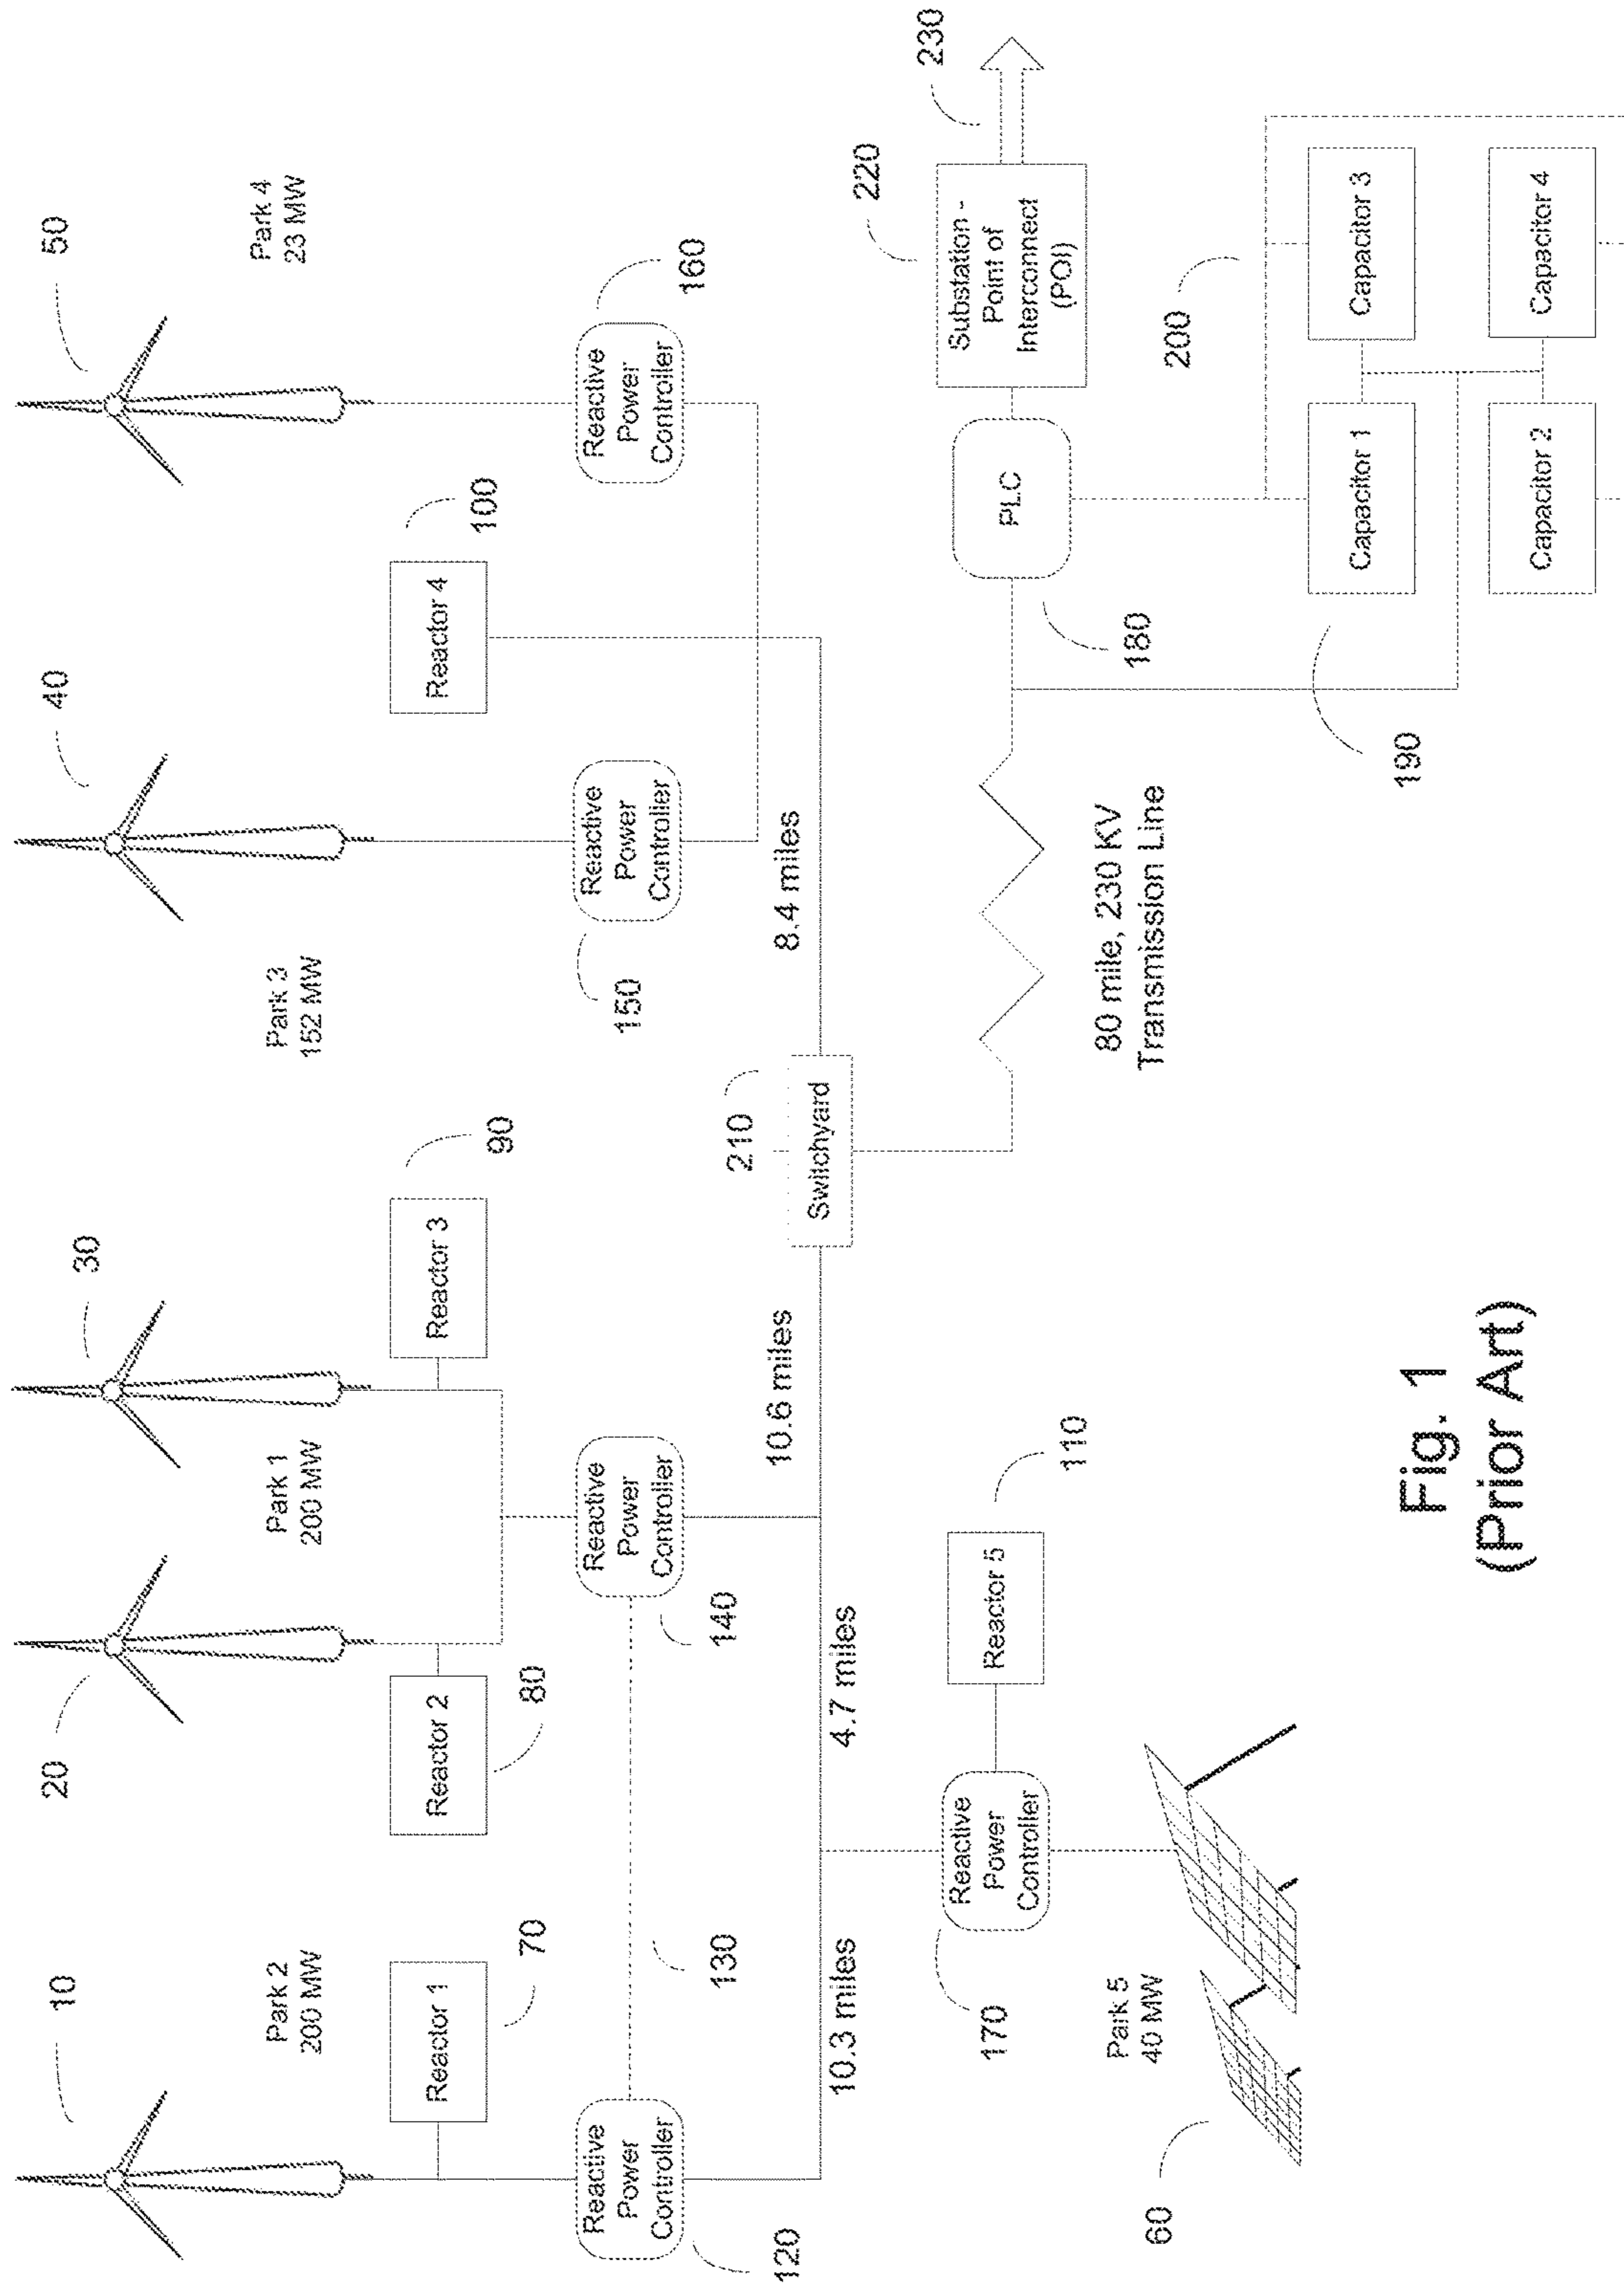 10
Park 2
200 MW
Reactor 1
70
Reactive
Power
Controller
120
130
20
Reactor 2
80
Park 1
200 MW
30
Reactor 3
90
Reactive
Power
Controller
140
40
Park 3
152 MW
Reactive
Power
Controller
150
Reactor 4
100
50
Park 4
23 MW
Reactive
Power
Controller
160
10.3 miles
4.7 miles
10.6 miles
210
Switchyard
8.4 miles
60
Park 5
40 MW
Reactive
Power
Controller
170
Reactor 5
110
80 mile, 230 KV
Transmission Line
PLC
180
Substation -
Point of
Interconnect
(POI)
220
230
190
200
Capacitor 1
Capacitor 3
Capacitor 2
Capacitor 4
Fig. 1
(Prior Art)